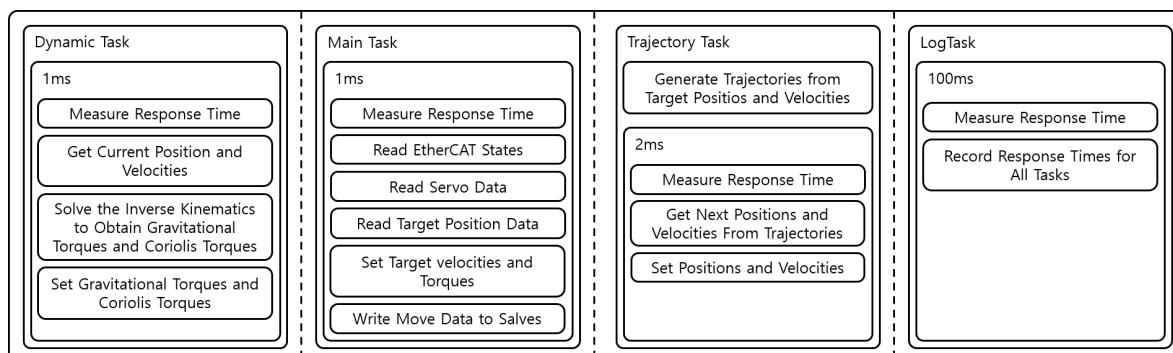 Dynamic Task
1ms
Measure Response Time
Get Current Position and
Velocities
Solve the Inverse Kinematics
to Obtain Gravitational
Torques and Coriolis Torques
Set Gravitational Torques and
Coriolis Torques
Main Task
1ms
Measure Response Time
Read EtherCAT States
Read Servo Data
Read Target Position Data
Set Target velocities and
Torques
Write Move Data to Salves
Trajectory Task
Generate Trajectories from
Target Positios and Velocities
2ms
Measure Response Time
Get Next Positions and
Velocities From Trajectories
Set Positions and Velocities
LogTask
100ms
Measure Response Time
Record Response Times for
All Tasks